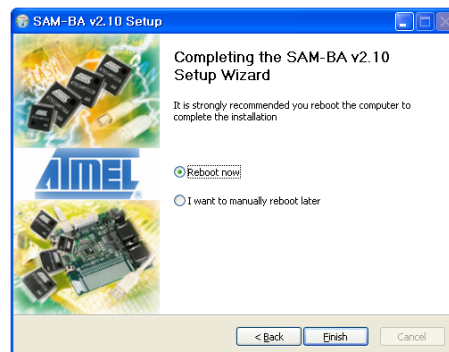 SAM-BA v2.10 Setup
Completing the SAM-BA v2.10
Setup Wizard
It is strongly recommended you reboot the computer to
complete the installation
Reboot now
I want to manually reboot later
ATMEL
®
< Back
Finish
Cancel